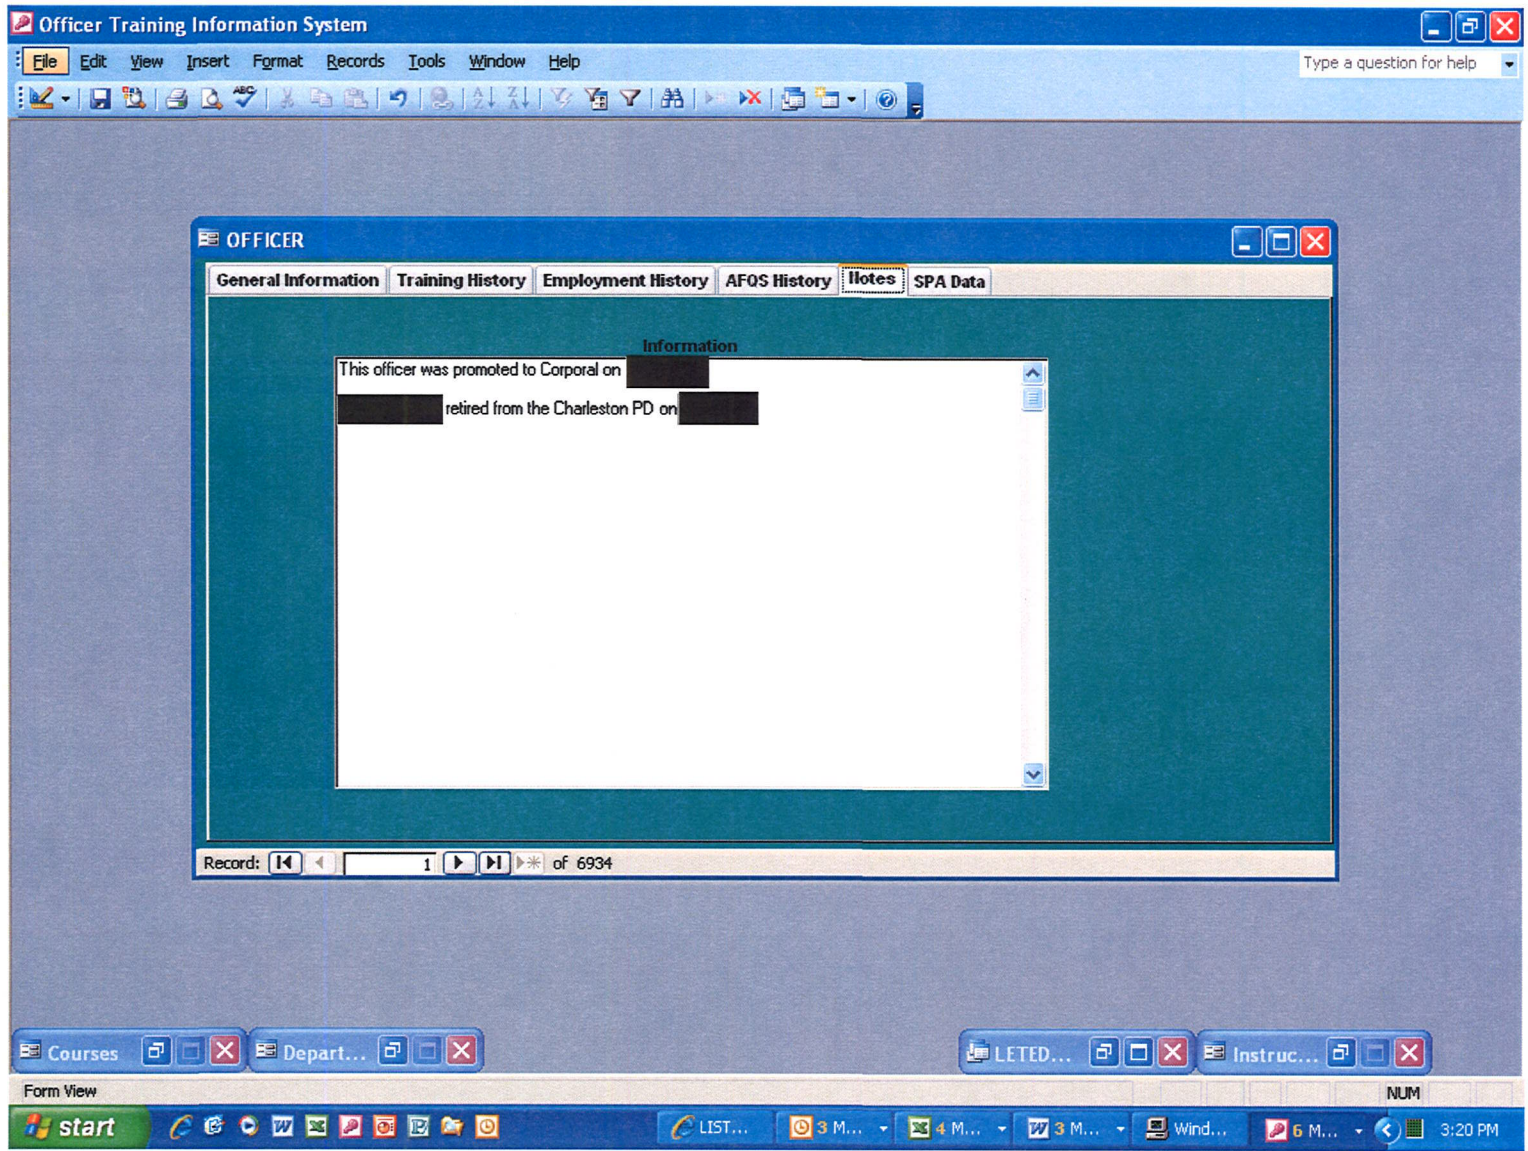 Officer Training Information System
File Edit View Insert Format Records Tools Window Help
Type a question for help
OFFICER
General Information Training History Employment History AFQS History Notes SPA Data
Information
This officer was promoted to Corporal on
retired from the Charleston PD on
Record: 1 of 6934
Courses Depart... LETED... Instruc...
Form View NUM
start LIST... 3 M... 4 M... 3 M... Wind... 6 M... 3:20 PM